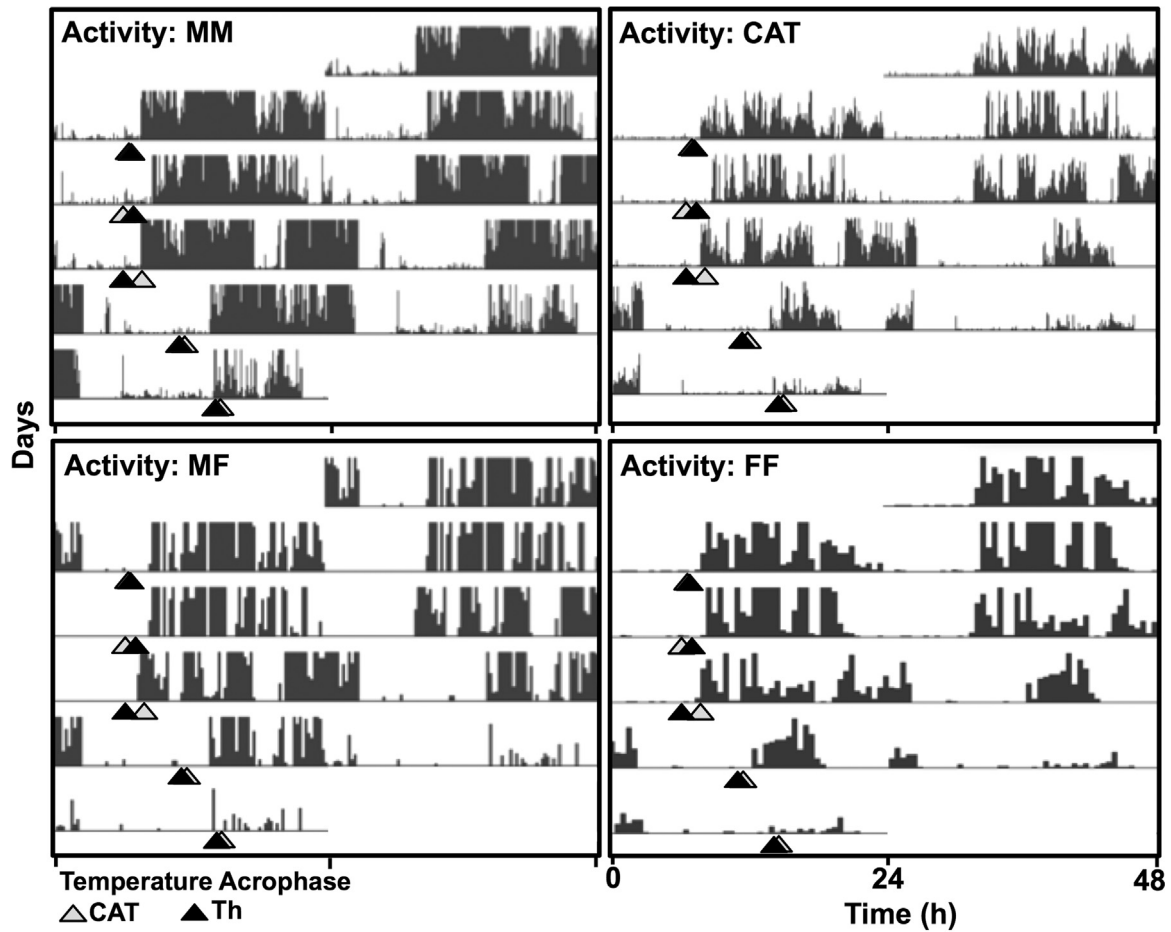 Activity: MM
Activity: CAT
Activity: MF
Activity: FF
Days
0 24 48
Time (h)
Temperature Acrophase
CAT Th